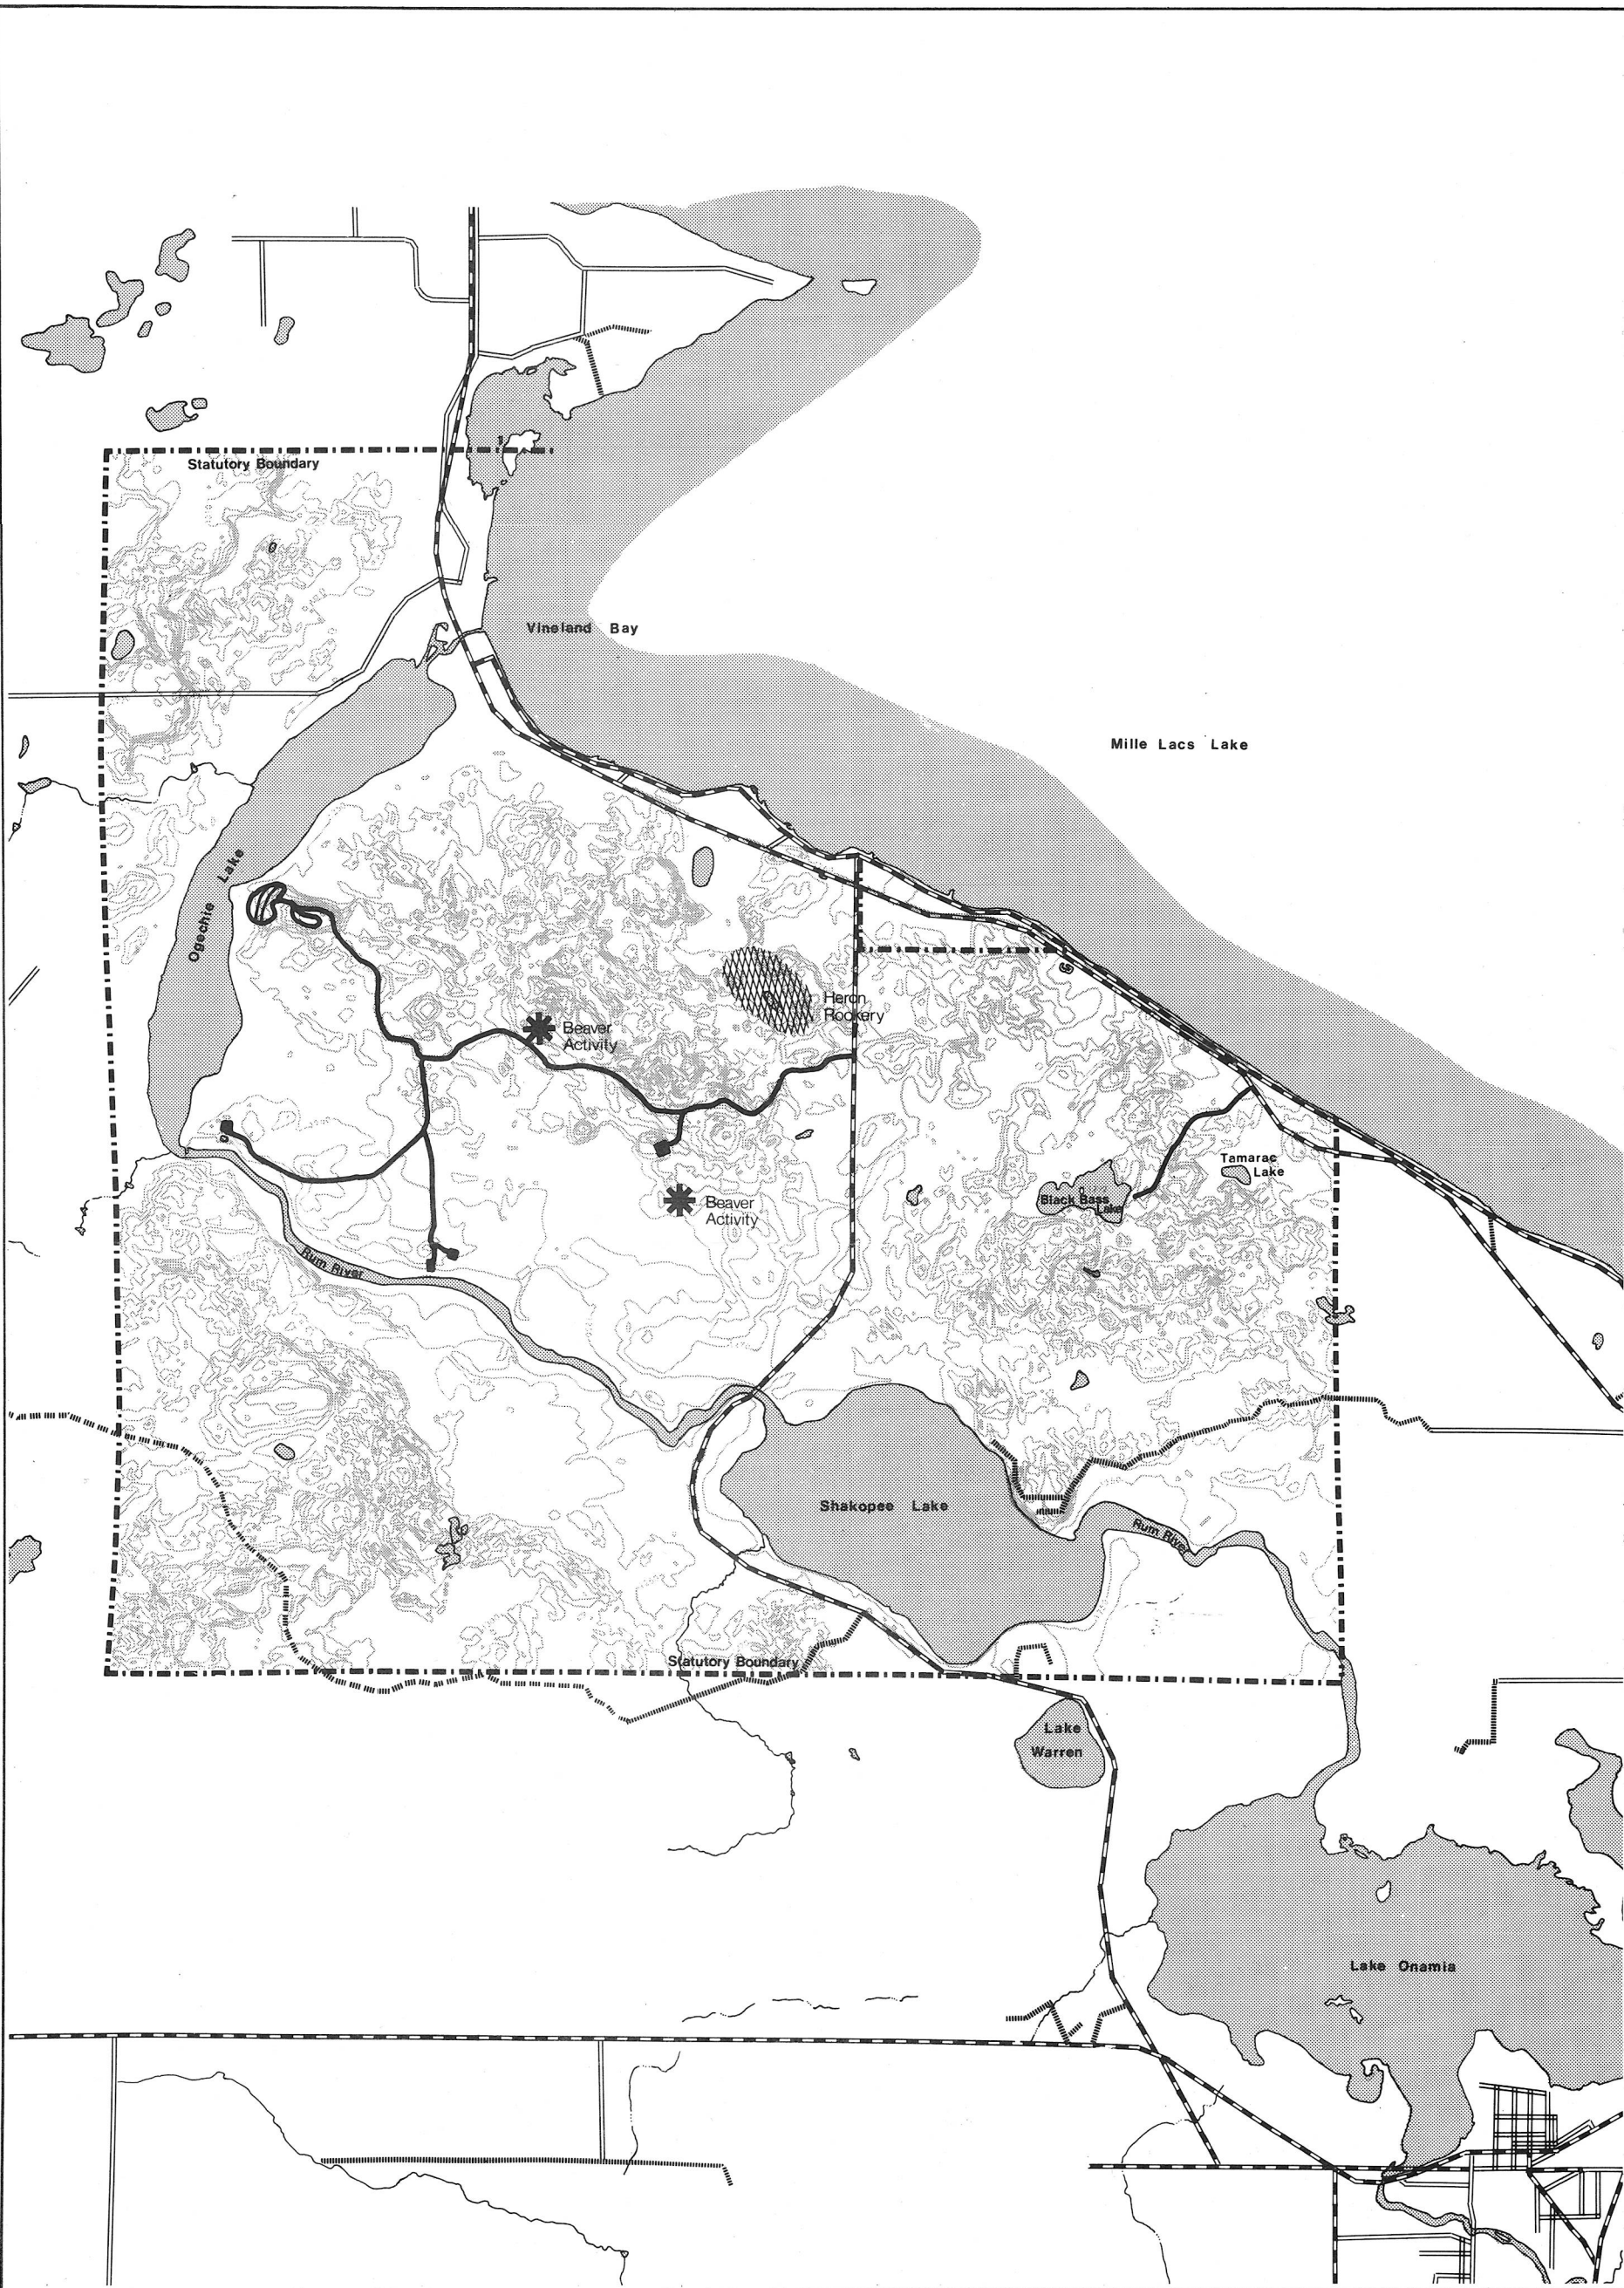 Statutory Boundary
Vineland Bay
Mille Lacs Lake
Ogechie Lake
Heron
Rookery
Beaver
Activity
Tamarac
Lake
Black Bass
Lake
Beaver
Activity
Rum River
Shakopee Lake
Rum River
Statutory Boundary
Lake
Warren
Lake Onamia